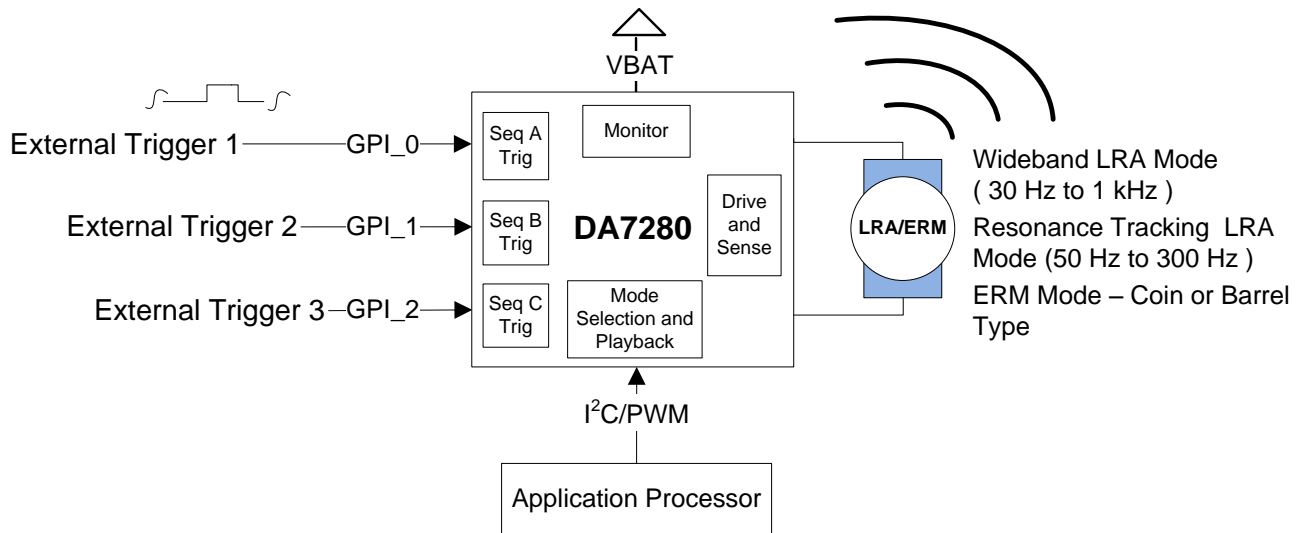 VBAT
External Trigger 1
GPI_0
Seq A
Trig
Monitor
External Trigger 2
GPI_1
Seq B
Trig
DA7280
Drive
and
Sense
LRA/ERM
Wideband LRA Mode
( 30 Hz to 1 kHz )
Resonance Tracking LRA
Mode (50 Hz to 300 Hz )
ERM Mode – Coin or Barrel
Type
External Trigger 3
GPI_2
Seq C
Trig
Mode
Selection and
Playback
I²C/PWM
Application Processor